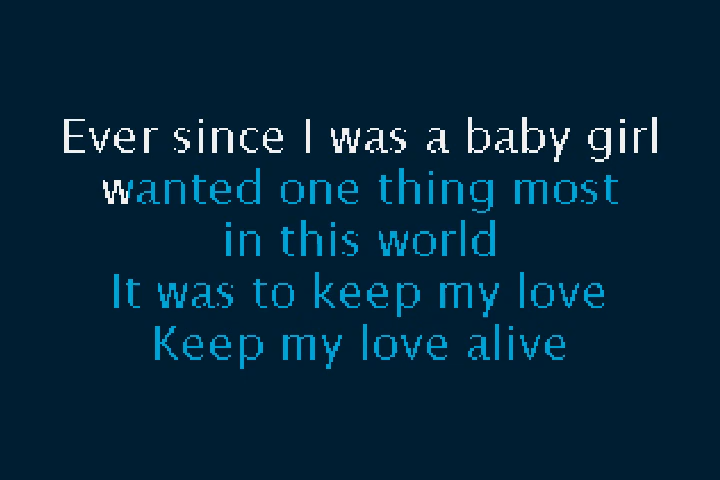 Ever since I was a baby girl
wanted one thing most
in this world
It was to keep my love
Keep my love alive